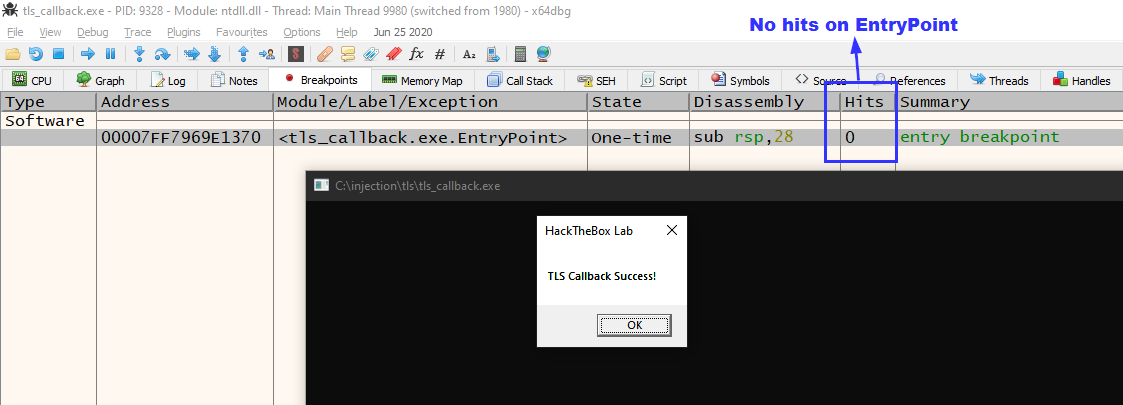 No hits on EntryPoint
tls_callback.exe - PID: 9328 - Module: ntdll.dll - Thread: Main Thread 9980 (switched from 1980) - x64dbg
File View Debug Trace Plugins Favourites Options Help Jun 25 2020
CPU Graph Log Notes Breakpoints Memory Map Call Stack SEH Script Symbols Source References Threads Handles
Type Address Module/Label/Exception State Disassembly Hits Summary
Software
00007FF7969E1370 <tls_callback.exe.EntryPoint> One-time sub rsp,28 0 entry breakpoint
C:\injection\tls\tls_callback.exe
HackTheBox Lab
TLS Callback Success!
OK